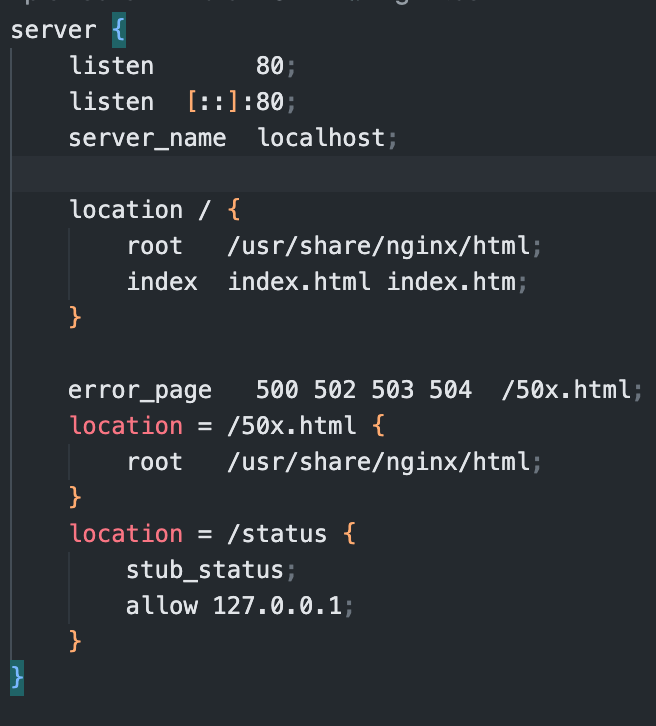 server {
    listen       80;
    listen  [::]:80;
    server_name  localhost;

    location / {
        root   /usr/share/nginx/html;
        index  index.html index.htm;
    }

    error_page   500 502 503 504  /50x.html;
    location = /50x.html {
        root   /usr/share/nginx/html;
    }
    location = /status {
        stub_status;
        allow 127.0.0.1;
    }
}